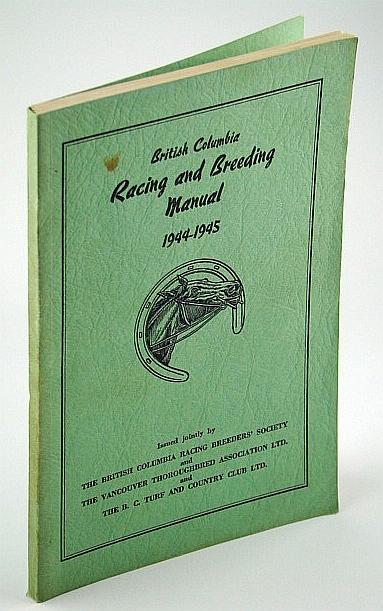 British Columbia
Racing and Breeding
Manual
1944-1945
Issued jointly by
THE BRITISH COLUMBIA RACING BREEDERS' SOCIETY
and
THE VANCOUVER THOROUGHBRED ASSOCIATION LTD.
and
THE B. C. TURF AND COUNTRY CLUB LTD.